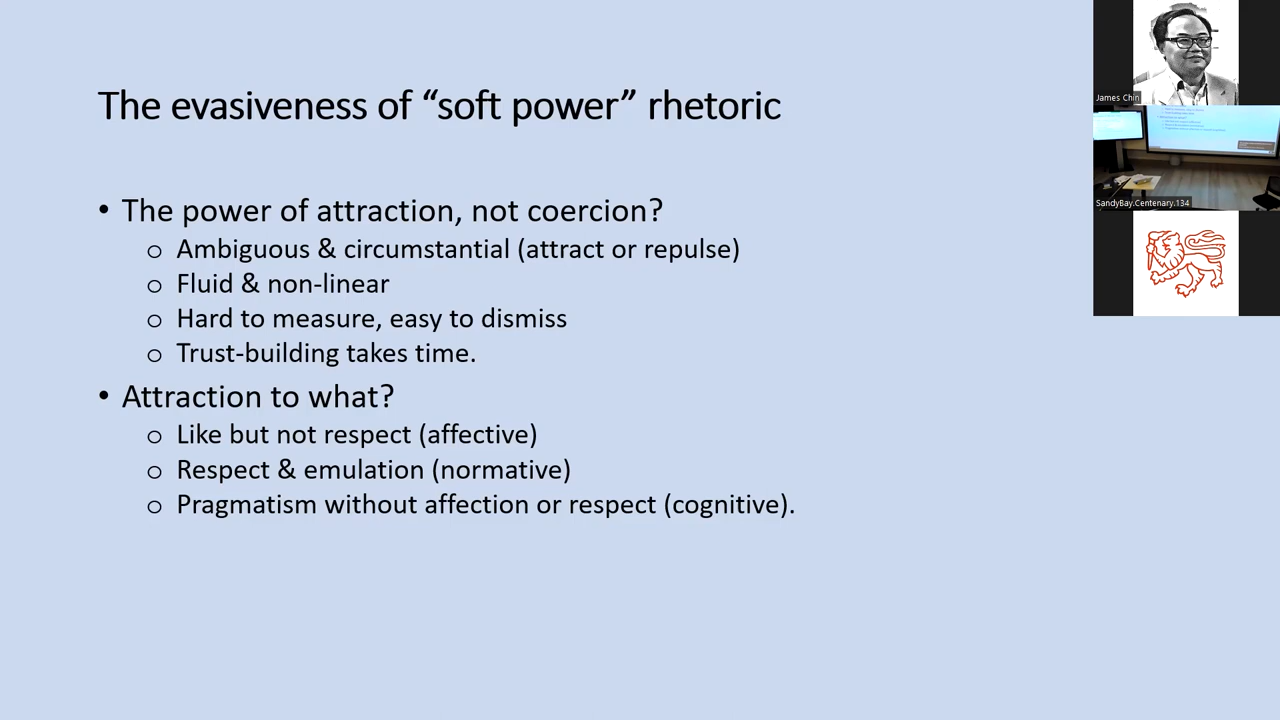 The evasiveness of “soft power” rhetoric
• The power of attraction, not coercion?
o Ambiguous & circumstantial (attract or repulse)
o Fluid & non-linear
o Hard to measure, easy to dismiss
o Trust-building takes time.
• Attraction to what?
o Like but not respect (affective)
o Respect & emulation (normative)
o Pragmatism without affection or respect (cognitive).
James Chin
SandyBay.Centenary.134